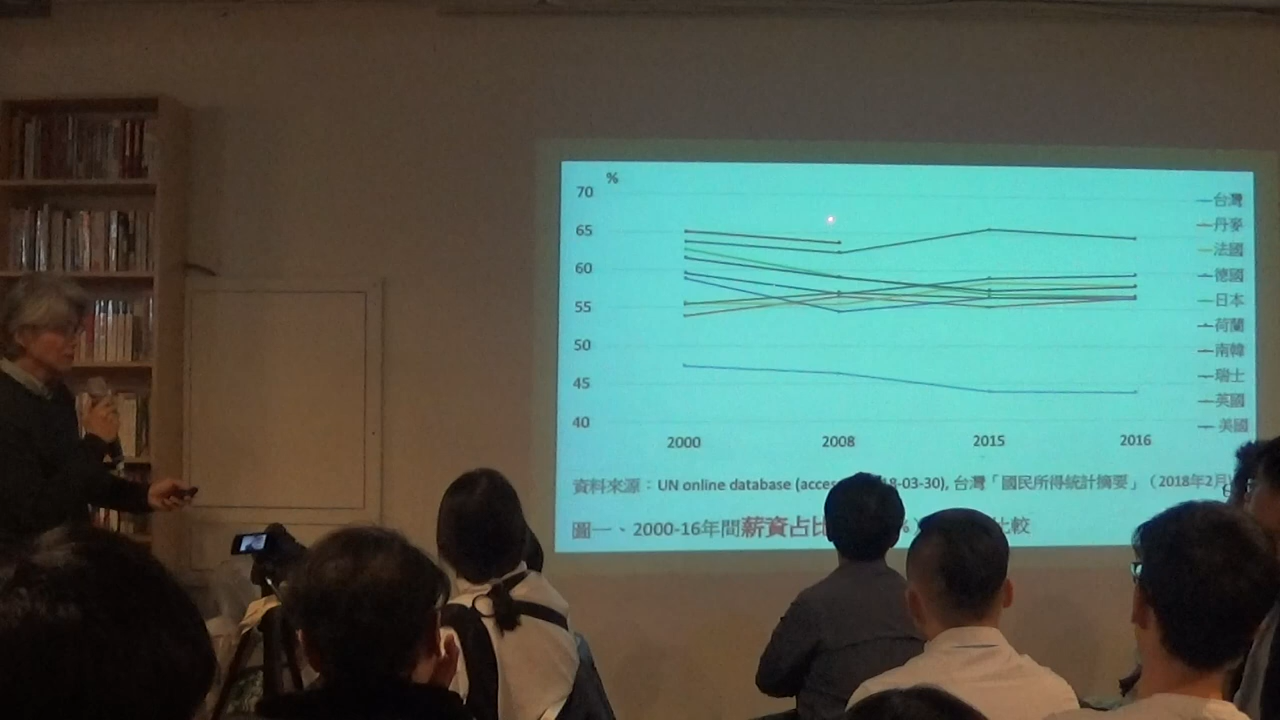 %
70
65
60
55
50
45
40
2000 2008 2015 2016
台灣
丹麥
法國
德國
日本
荷蘭
南韓
瑞士
英國
美國
資料來源：UN online database (acces 8-03-30), 台灣「國民所得統計摘要」（2018年2月
圖一、2000-16年間薪資占比 %） 比較